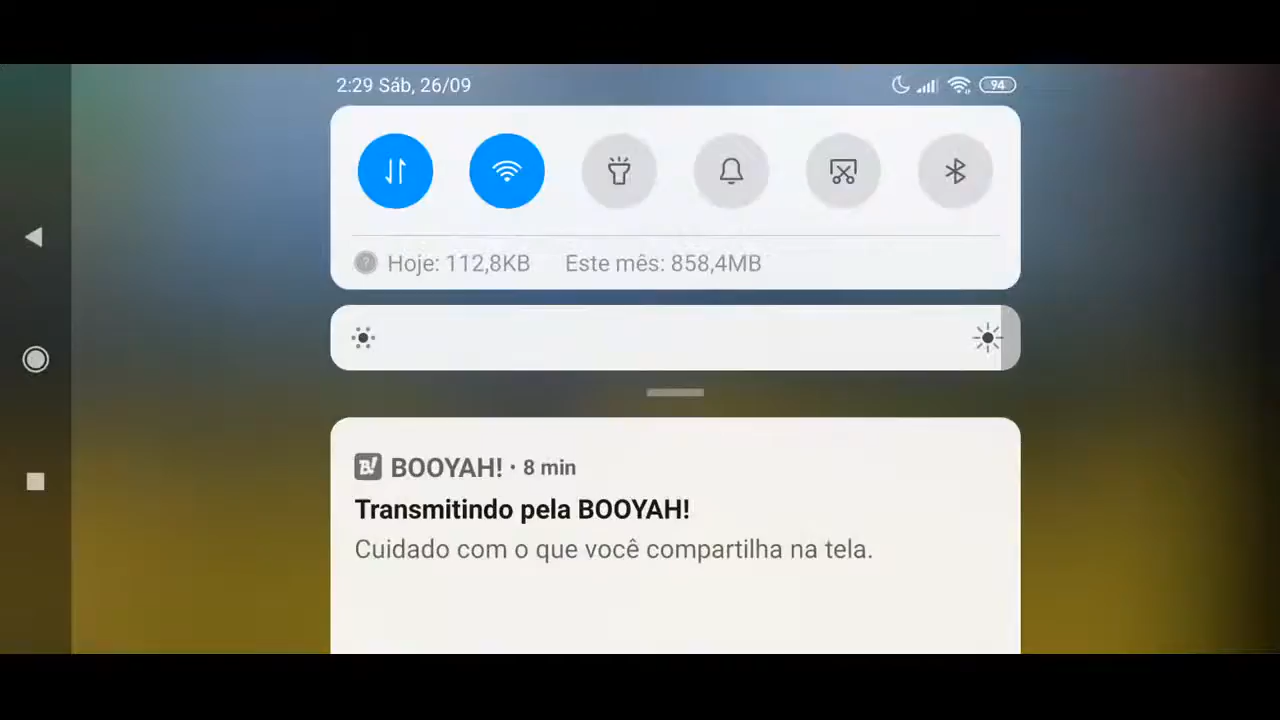 2:29 Sáb, 26/09
94
Hoje: 112,8KB Este mês: 858,4MB
B! BOOYAH! · 8 min
Transmitindo pela BOOYAH!
Cuidado com o que você compartilha na tela.